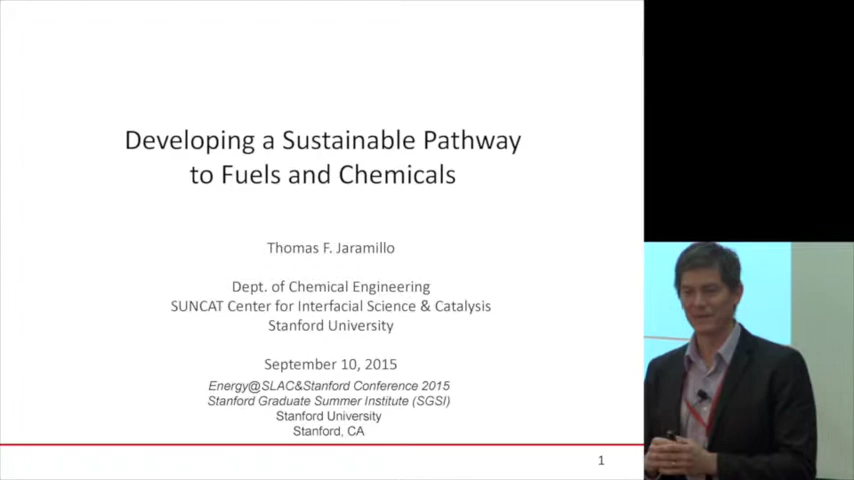 Developing a Sustainable Pathway
to Fuels and Chemicals
Thomas F. Jaramillo
Dept. of Chemical Engineering
SUNCAT Center for Interfacial Science & Catalysis
Stanford University
September 10, 2015
Energy@SLAC&Stanford Conference 2015
Stanford Graduate Summer Institute (SGSI)
Stanford University
Stanford, CA
1